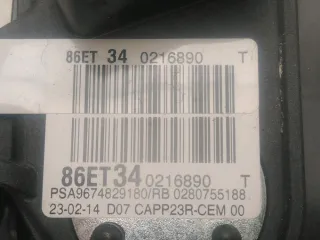 86ET 34 0216890 T
86ET34 0216890 T
PSA9674829180/RB 0280755188
23-02-14 D07 CAPP23R-CEM 00